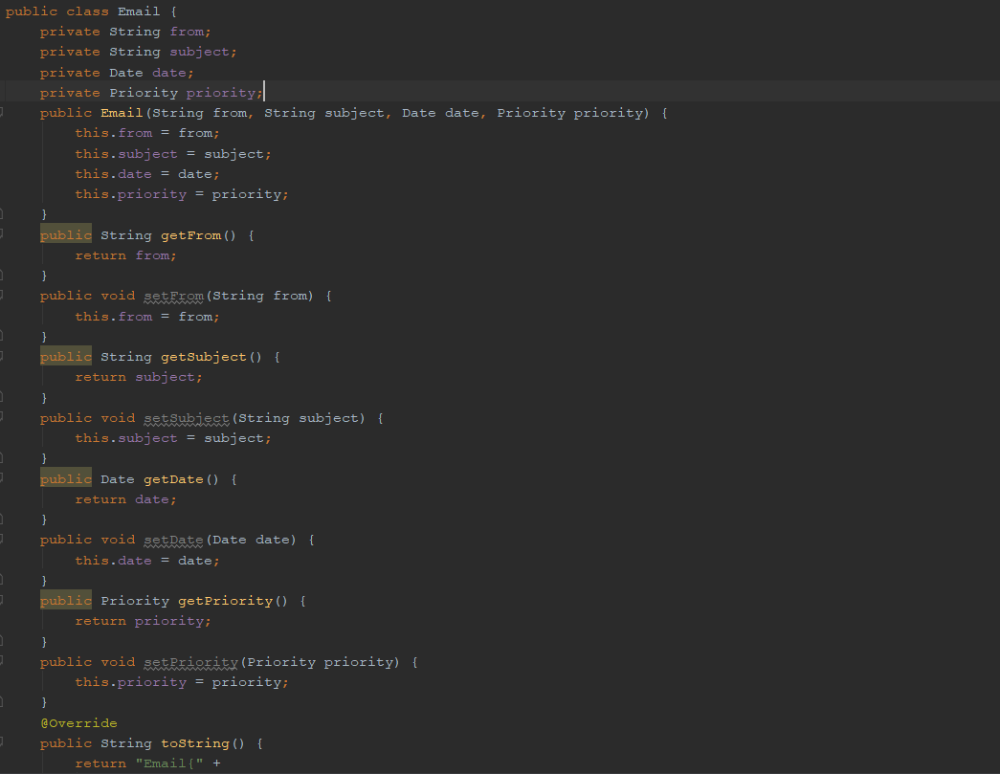 public class Email {
    private String from;
    private String subject;
    private Date date;
    private Priority priority;
    public Email(String from, String subject, Date date, Priority priority) {
        this.from = from;
        this.subject = subject;
        this.date = date;
        this.priority = priority;
    }
    public String getFrom() {
        return from;
    }
    public void setFrom(String from) {
        this.from = from;
    }
    public String getSubject() {
        return subject;
    }
    public void setSubject(String subject) {
        this.subject = subject;
    }
    public Date getDate() {
        return date;
    }
    public void setDate(Date date) {
        this.date = date;
    }
    public Priority getPriority() {
        return priority;
    }
    public void setPriority(Priority priority) {
        this.priority = priority;
    }
    @Override
    public String toString() {
        return "Email{" +